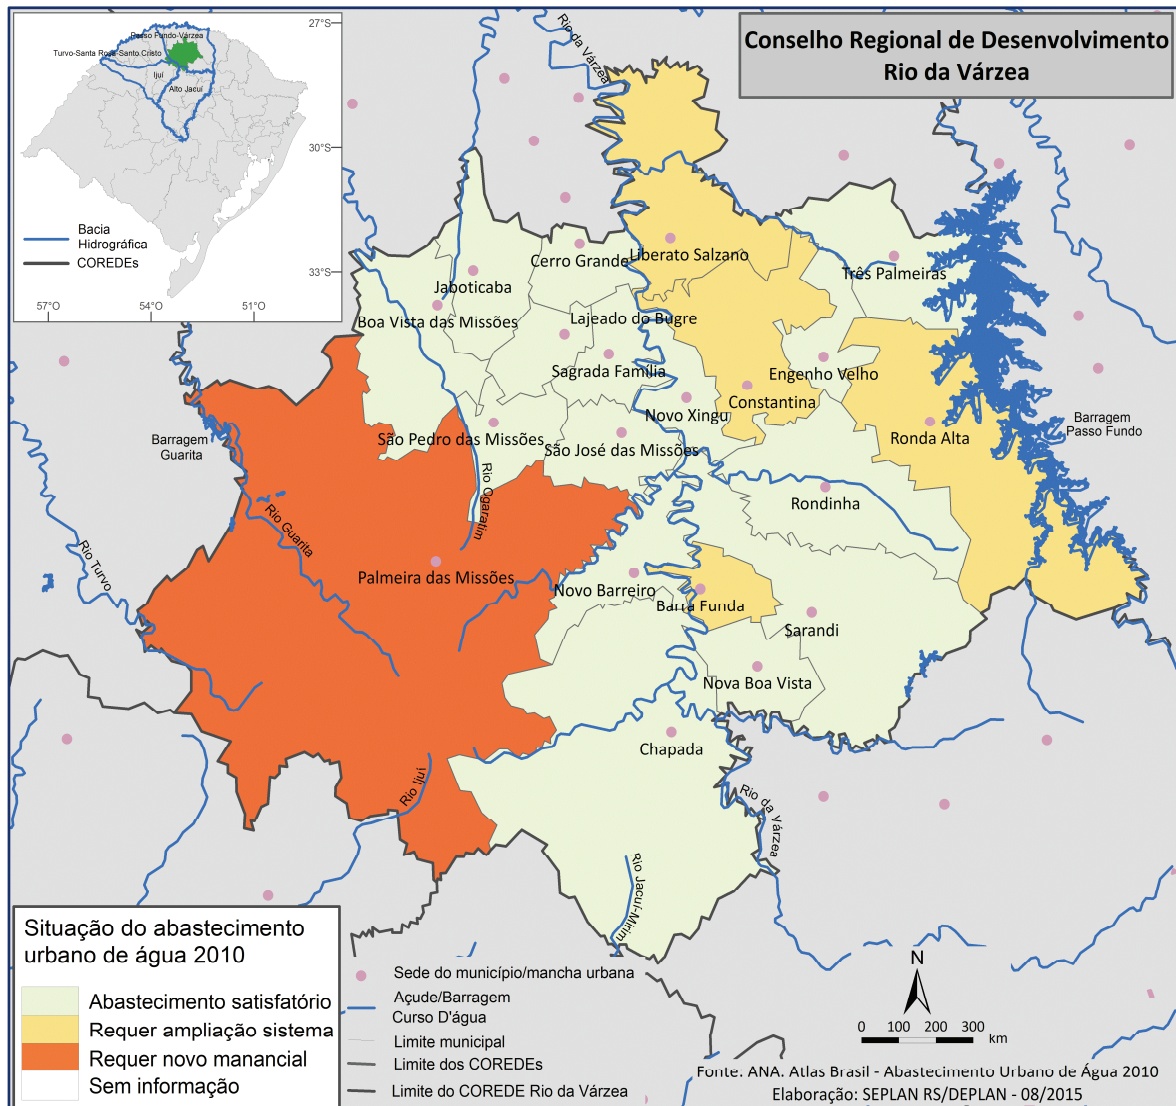 Conselho Regional de Desenvolvimento
Rio da Várzea
27°S
30°S
33°S
57°O
54°O
51°O
Passo Fundo-Várzea
Turvo-Santa Rosa-Santo Cristo
Ijuí
Alto Jacuí
Bacia
Hidrográfica
COREDEs
Rio da Várzea
Cerro Grande
Liberato Salzano
Três Palmeiras
Jaboticaba
Boa Vista das Missões
Lajeado do Bugre
Sagrada Família
Engenho Velho
Constantina
Novo Xingu
Ronda Alta
Barragem
Passo Fundo
São Pedro das Missões
São José das Missões
Barragem
Guarita
Rio Ogaratim
Rondinha
Rio Guarita
Rio Turvo
Palmeira das Missões
Novo Barreiro
Barra Funda
Sarandi
Nova Boa Vista
Chapada
Rio Ijuí
Rio da Várzea
Rio Jacuí-Mirim
Situação do abastecimento
urbano de água 2010
Abastecimento satisfatório
Requer ampliação sistema
Requer novo manancial
Sem informação
Sede do município/mancha urbana
Açude/Barragem
Curso D'água
Limite municipal
Limite dos COREDEs
Limite do COREDE Rio da Várzea
N
0 100 200 300
km
Fonte: ANA. Atlas Brasil - Abastecimento Urbano de Água 2010
Elaboração: SEPLAN RS/DEPLAN - 08/2015